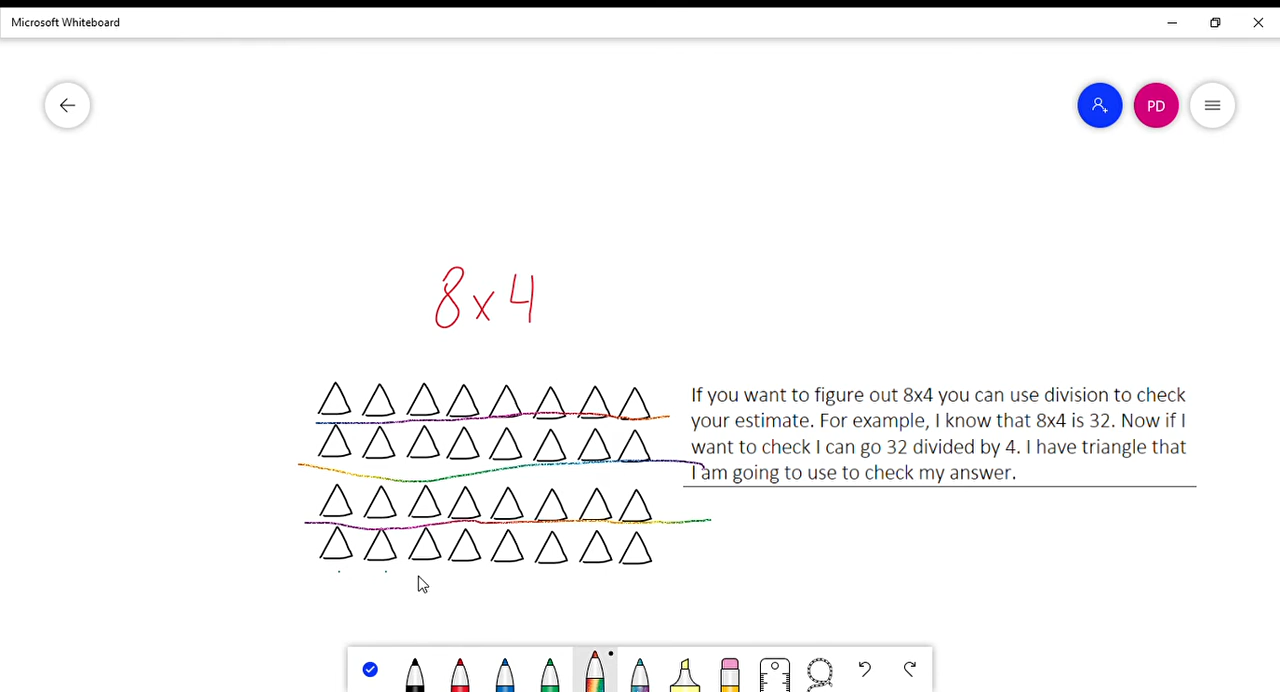 Microsoft Whiteboard
PD
8x4
If you want to figure out 8x4 you can use division to check
your estimate. For example, I know that 8x4 is 32. Now if I
want to check I can go 32 divided by 4. I have triangle that
I am going to use to check my answer.